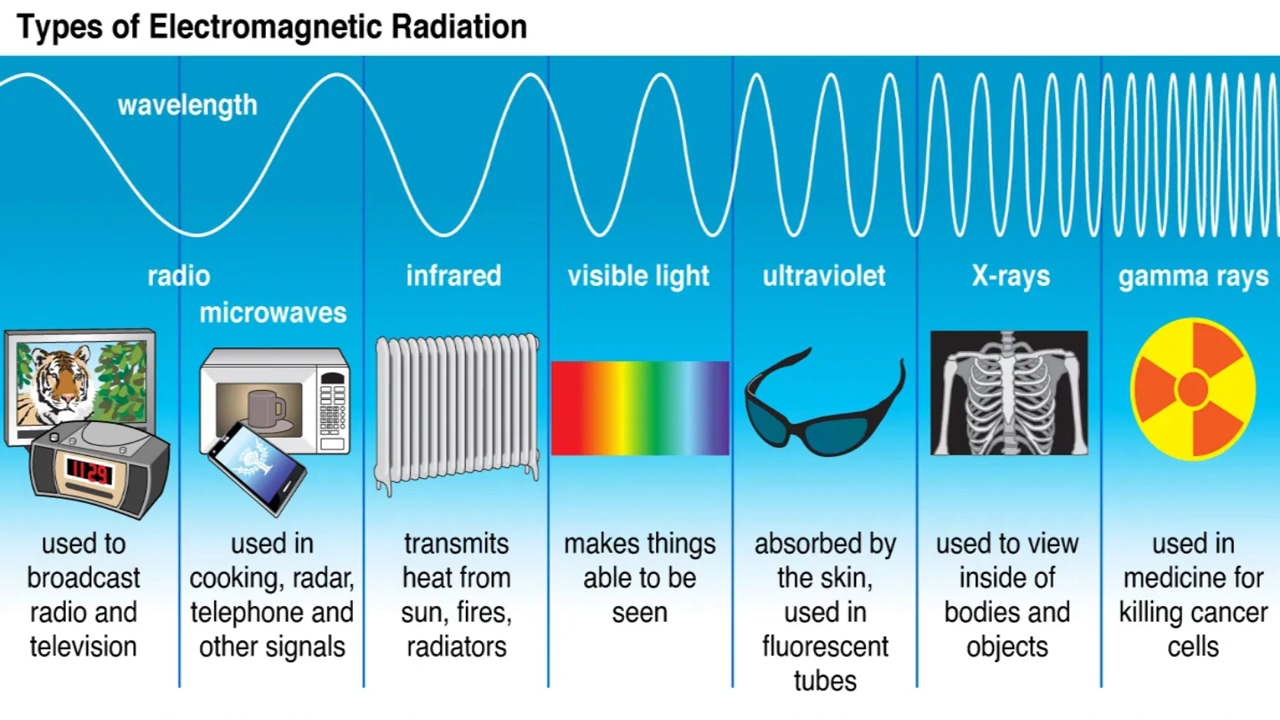 Types of Electromagnetic Radiation
wavelength
radio
microwaves
infrared
visible light
ultraviolet
X-rays
gamma rays
11:29
used to
broadcast
radio and
television
used in
cooking, radar,
telephone and
other signals
transmits
heat from
sun, fires,
radiators
makes things
able to be
seen
absorbed by
the skin,
used in
fluorescent
tubes
used to view
inside of
bodies and
objects
used in
medicine for
killing cancer
cells